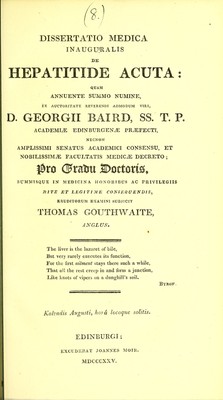 (8.)
DISSERTATIO MEDICA
INAUGURALIS
DE
HEPATITIDE ACUTA:
QUAM
ANNUENTE SUMMO NUMINE,
EX AUCTORITATE REVERENDI ADMODUM VIRI,
D. GEORGII BAIRD, SS. T. P.
ACADEMIÆ EDINBURGENÆ PRÆFECTI,
NECNON
AMPLISSIMI SENATUS ACADEMICI CONSENSU, ET
NOBILISSIMÆ FACULTATIS MEDICÆ DECRETO;
Pro Gradu Doctoris,
SUMMISQUE IN MEDICINA HONORIBUS AC PRIVILEGIIS
RITE ET LEGITIME CONSEQUENDIS,
ERUDITORUM EXAMINI SUBJICIT
THOMAS GOUTHWAITE,
ANGLUS.
The liver is the lazaret of bile,
But very rarely executes its function,
For the first passion stays there such a while,
That all the rest creep in and form a junction,
Like knots of vipers on a dunghill's soil.
BYRON.
Kalendis Augusti, horâ locoque solitis.
EDINBURGI:
EXCUDEBAT JOANNES MOIR.
MDCCCXXV.